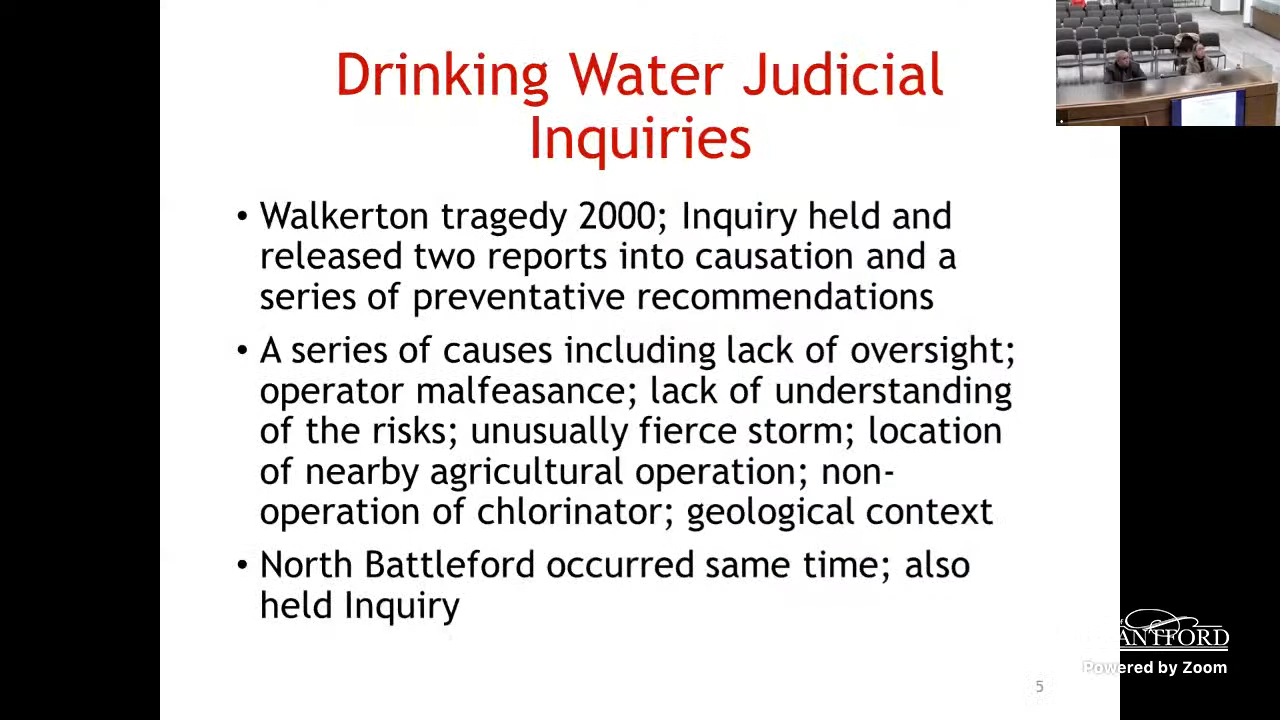 Drinking Water Judicial
Inquiries
• Walkerton tragedy 2000; Inquiry held and
released two reports into causation and a
series of preventative recommendations
• A series of causes including lack of oversight;
operator malfeasance; lack of understanding
of the risks; unusually fierce storm; location
of nearby agricultural operation; non-
operation of chlorinator; geological context
• North Battleford occurred same time; also
held Inquiry
ANTFORD
Powered by Zoom
5